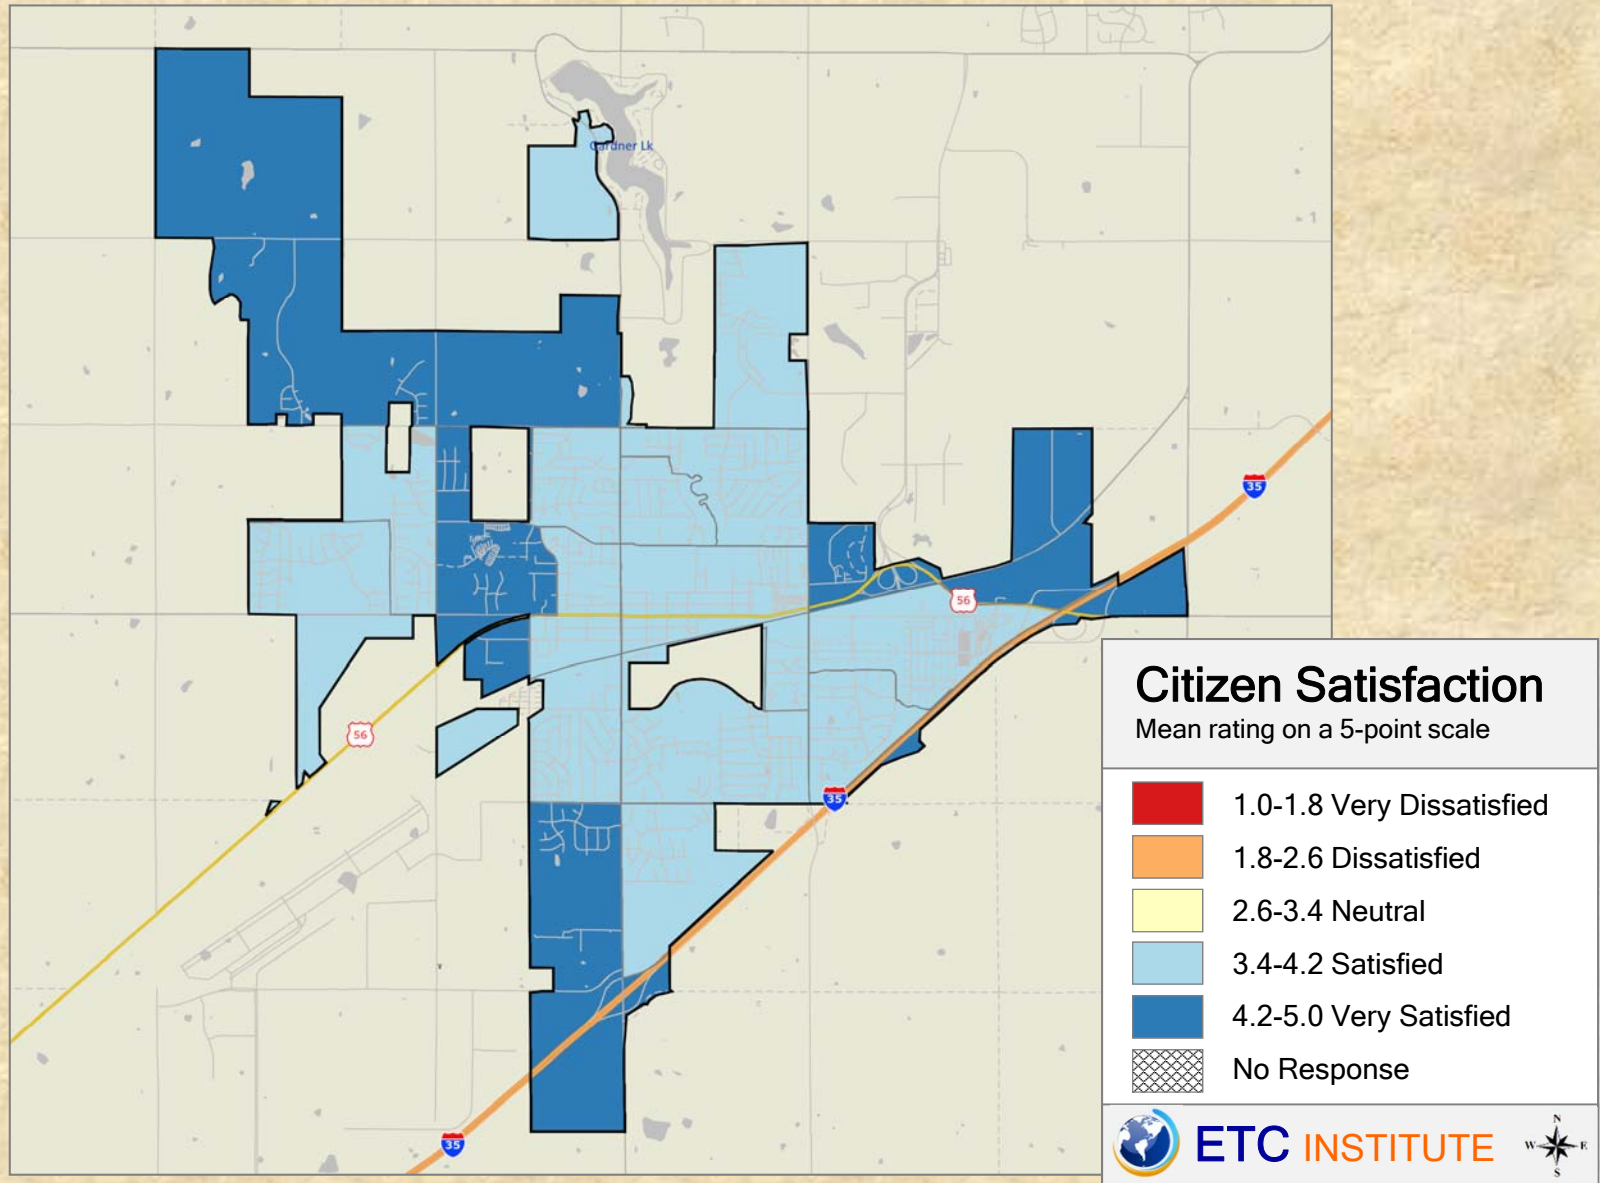 Gardner Lk
1
35
56
56
35
35
Citizen Satisfaction
Mean rating on a 5-point scale
1.0-1.8 Very Dissatisfied
1.8-2.6 Dissatisfied
2.6-3.4 Neutral
3.4-4.2 Satisfied
4.2-5.0 Very Satisfied
No Response
ETC INSTITUTE
N
W E
S